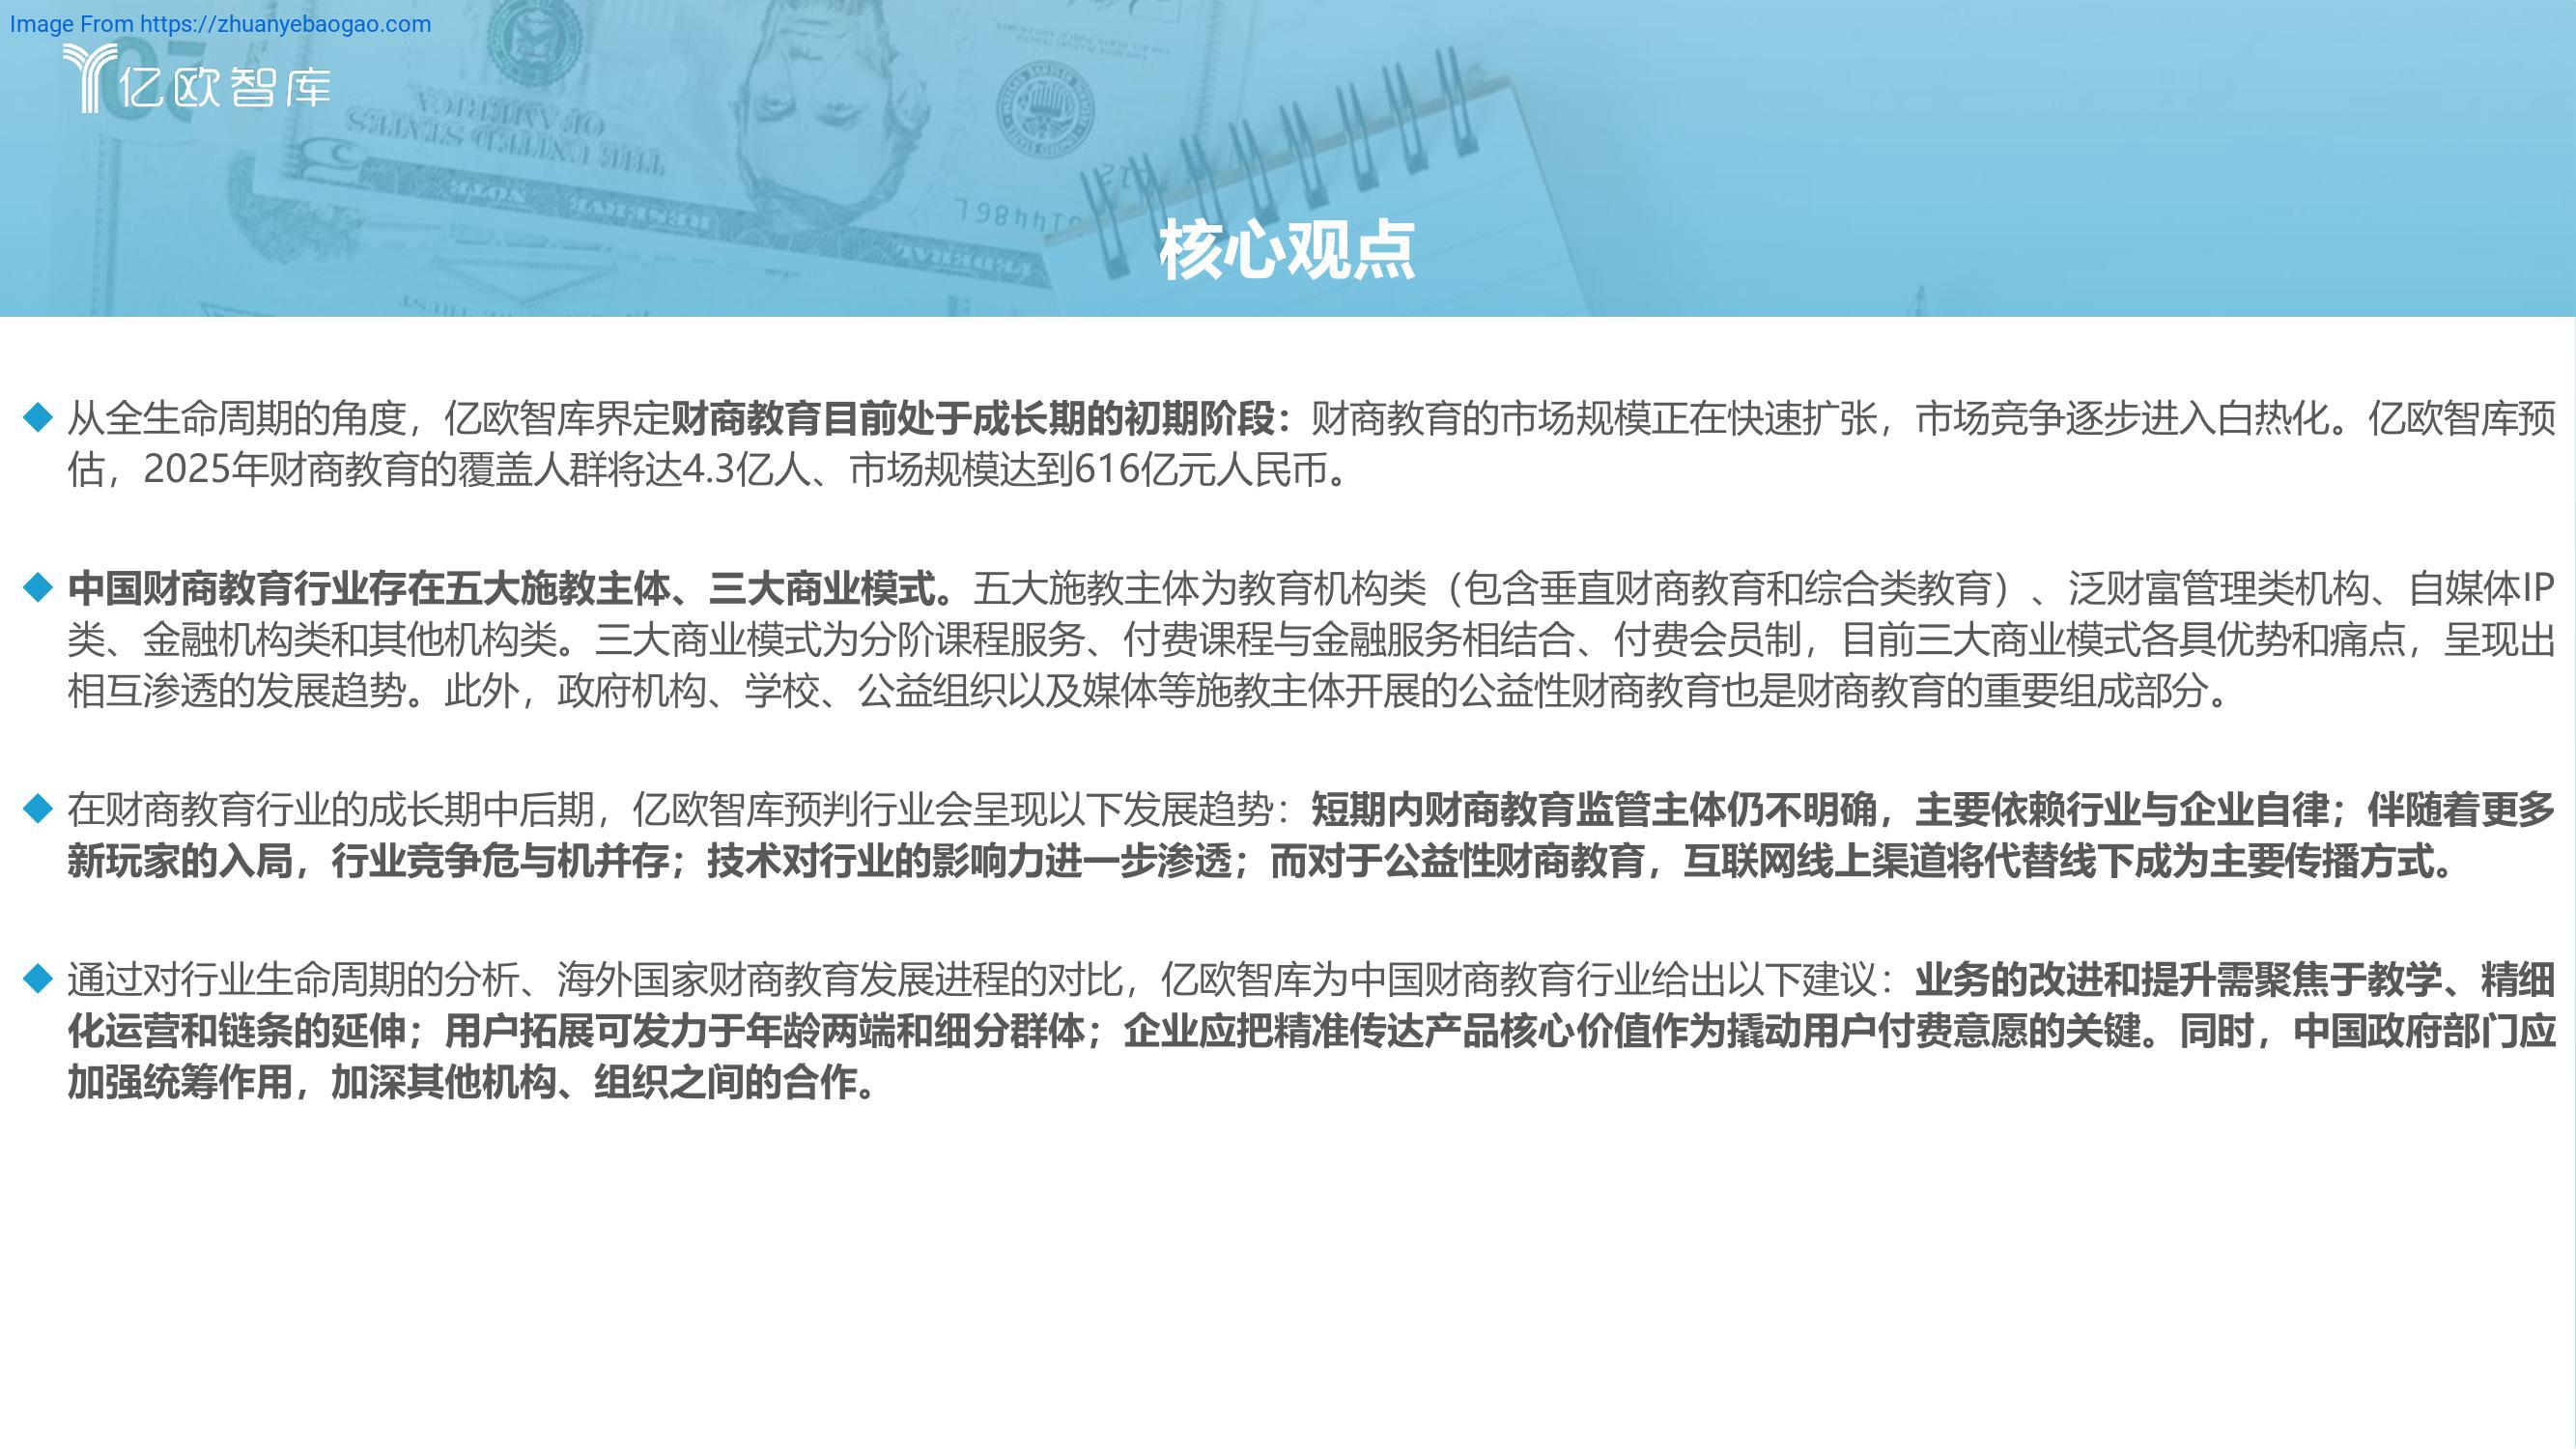 Image From https://zhuanyebaogao.com
亿欧智库
THE UNITED STATES
OF AMERICA
FEDERAL RESERVE NOTE
核心观点
从全生命周期的角度，亿欧智库界定财商教育目前处于成长期的初期阶段：财商教育的市场规模正在快速扩张，市场竞争逐步进入白热化。亿欧智库预
估，2025年财商教育的覆盖人群将达4.3亿人、市场规模达到616亿元人民币。
中国财商教育行业存在五大施教主体、三大商业模式。五大施教主体为教育机构类（包含垂直财商教育和综合类教育）、泛财富管理类机构、自媒体IP
类、金融机构类和其他机构类。三大商业模式为分阶课程服务、付费课程与金融服务相结合、付费会员制，目前三大商业模式各具优势和痛点，呈现出
相互渗透的发展趋势。此外，政府机构、学校、公益组织以及媒体等施教主体开展的公益性财商教育也是财商教育的重要组成部分。
在财商教育行业的成长期中后期，亿欧智库预判行业会呈现以下发展趋势：短期内财商教育监管主体仍不明确，主要依赖行业与企业自律；伴随着更多
新玩家的入局，行业竞争危与机并存；技术对行业的影响力进一步渗透；而对于公益性财商教育，互联网线上渠道将代替线下成为主要传播方式。
通过对行业生命周期的分析、海外国家财商教育发展进程的对比，亿欧智库为中国财商教育行业给出以下建议：业务的改进和提升需聚焦于教学、精细
化运营和链条的延伸；用户拓展可发力于年龄两端和细分群体；企业应把精准传达产品核心价值作为撬动用户付费意愿的关键。同时，中国政府部门应
加强统筹作用，加深其他机构、组织之间的合作。